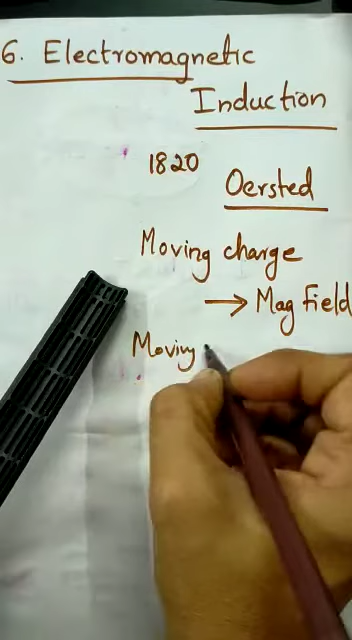 6. Electromagnetic
Induction
1820
Oersted
Moving charge
→ Mag field
Moving